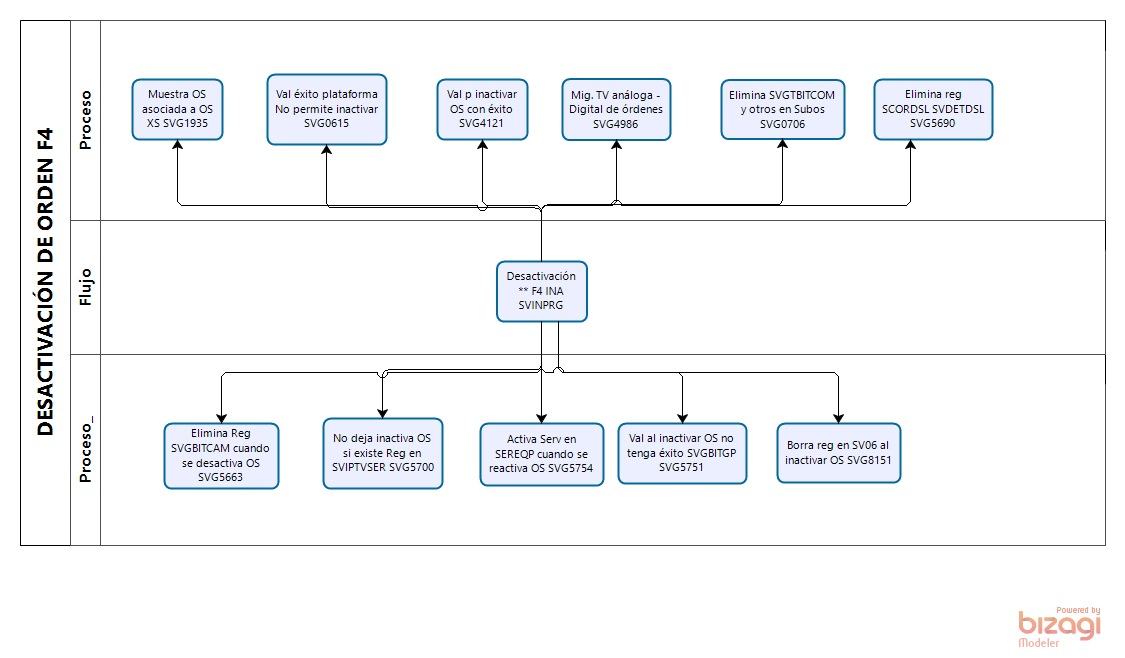 DESACTIVACIÓN DE ORDEN F4
Proceso
Muestra OS
asociada a OS
XS SVG1935
Val éxito plataforma
No permite inactivar
SVG0615
Val p inactivar
OS con éxito
SVG4121
Mig. TV análoga -
Digital de órdenes
SVG4986
Elimina SVGTBITCOM
y otros en Subos
SVG0706
Elimina reg
SCORDSL SVDETDSL
SVG5690
Flujo
Desactivación
** F4 INA
SVINPRG
Proceso_
Elimina Reg
SVGBITCAM cuando
se desactiva OS
SVG5663
No deja inactiva OS
si existe Reg en
SVIPTVSER SVG5700
Activa Serv en
SEREQP cuando se
reactiva OS SVG5754
Val al inactivar OS no
tenga éxito SVGBITGP
SVG5751
Borra reg en SV06 al
inactivar OS SVG8151
Powered by
bizagi
Modeler